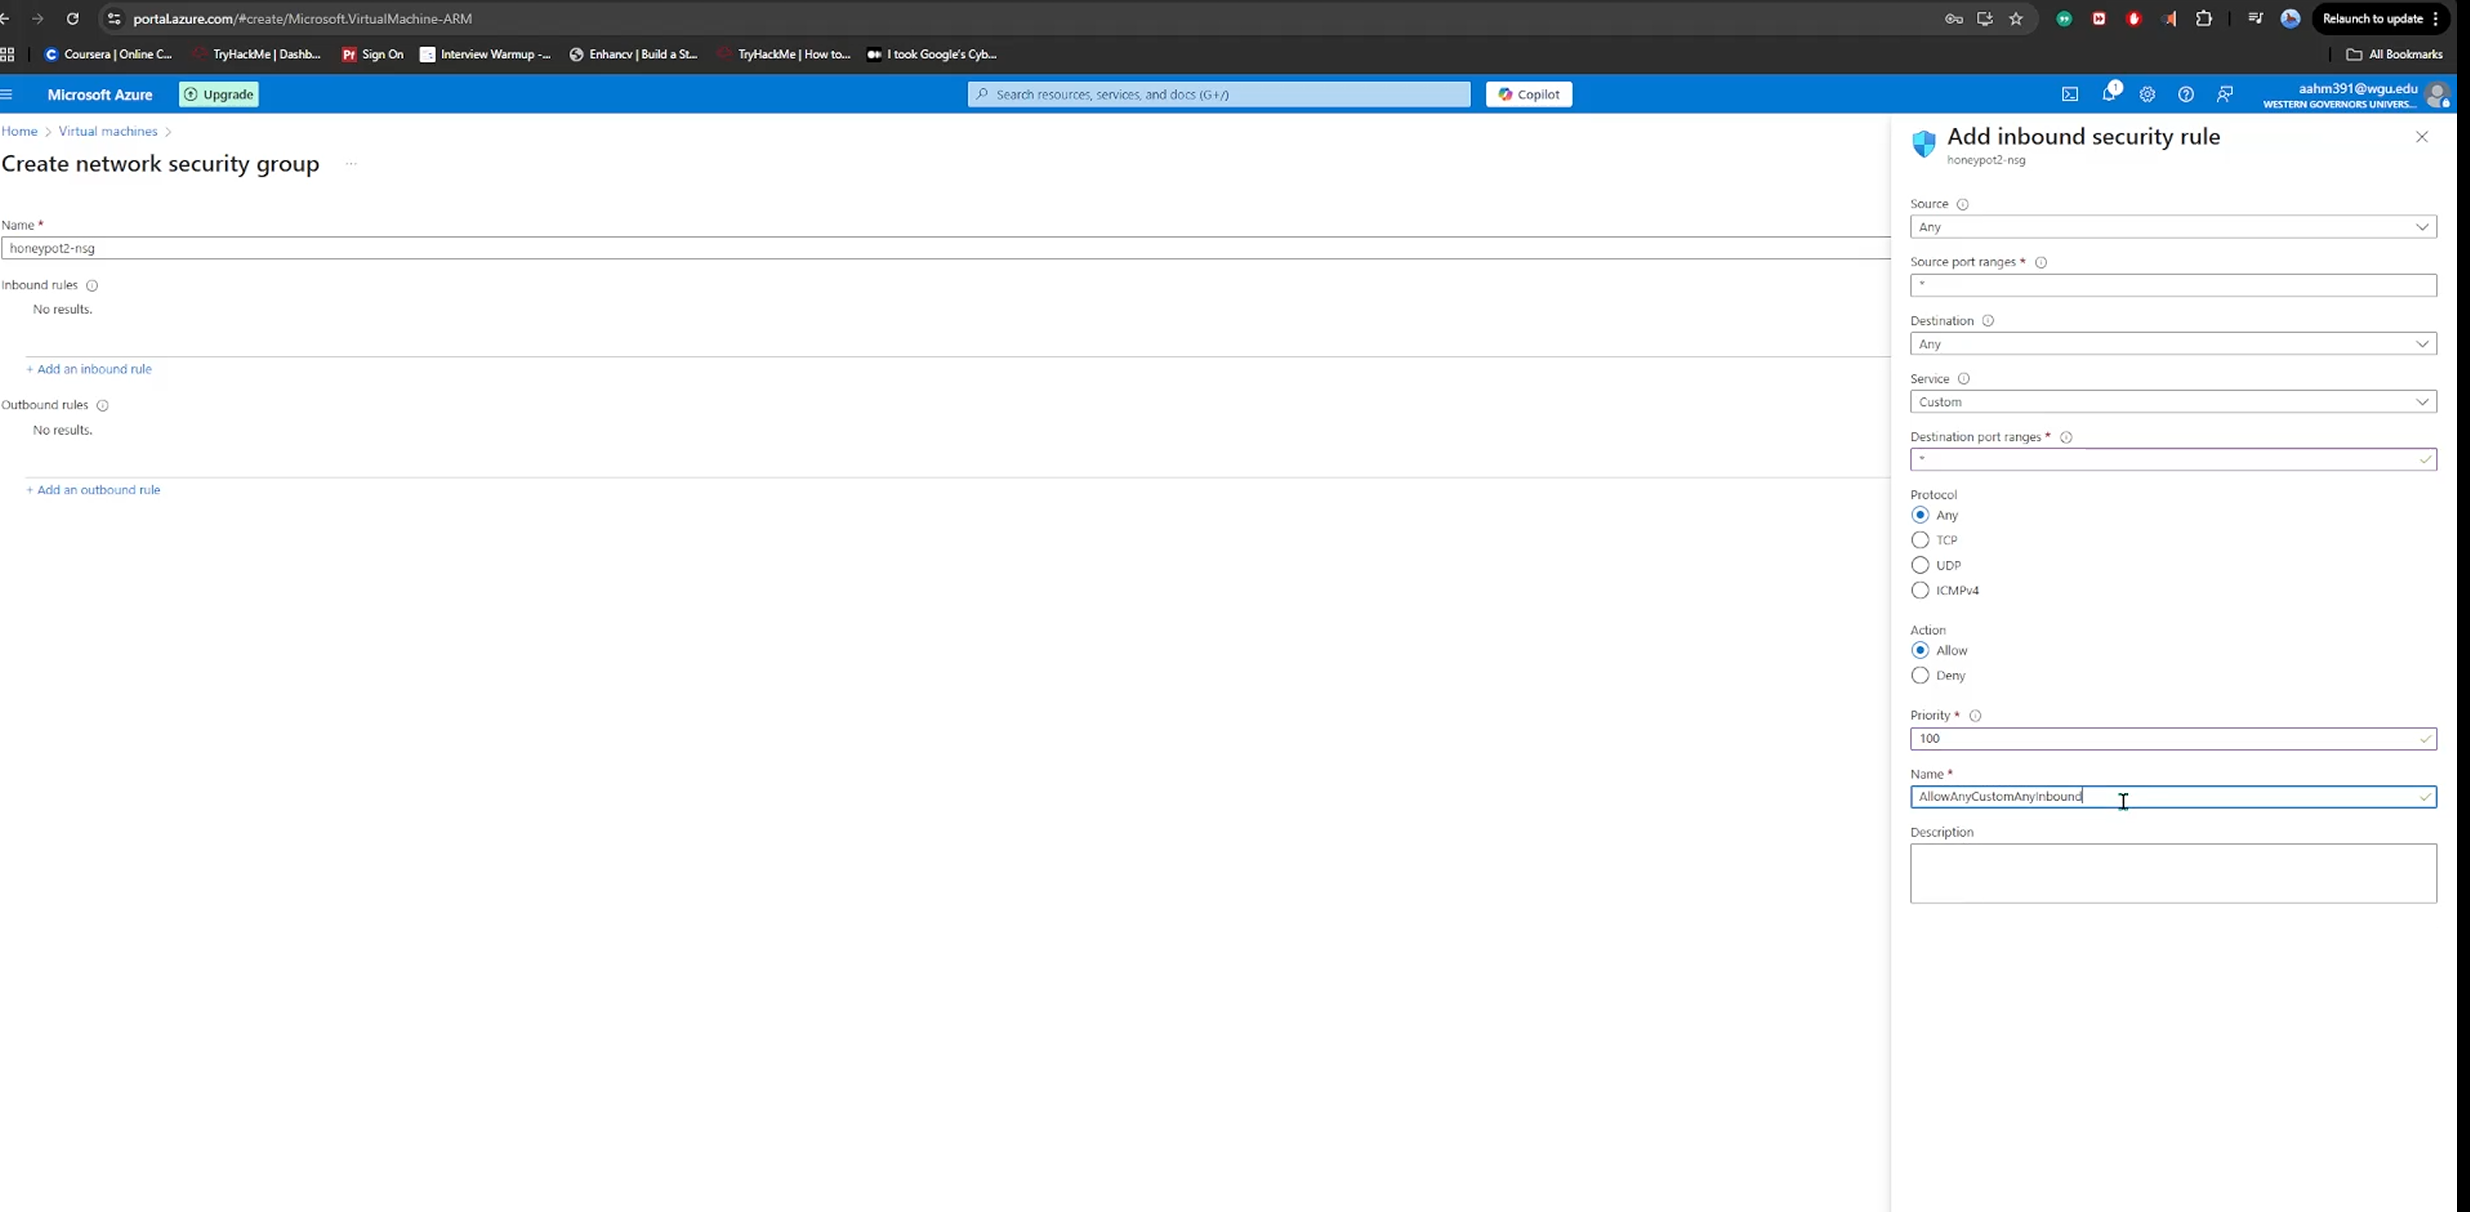 portal.azure.com/#create/Microsoft.VirtualMachine-ARM
Relaunch to update
Coursera | Online C...
TryHackMe | Dashb...
Sign On
Interview Warmup -...
Enhancv | Build a St...
TryHackMe | How to...
I took Google's Cyb...
All Bookmarks
Microsoft Azure
Upgrade
Search resources, services, and docs (G+/)
Copilot
1
aahm391@wgu.edu
WESTERN GOVERNORS UNIVERS...
Home > Virtual machines >
Create network security group ...
Name *
honeypot2-nsg
Inbound rules
No results.
+ Add an inbound rule
Outbound rules
No results.
+ Add an outbound rule
Add inbound security rule
honeypot2-nsg
Source
Any
Source port ranges *
*
Destination
Any
Service
Custom
Destination port ranges *
*
Protocol
Any
TCP
UDP
ICMPv4
Action
Allow
Deny
Priority *
100
Name *
AllowAnyCustomAnyInbound
Description